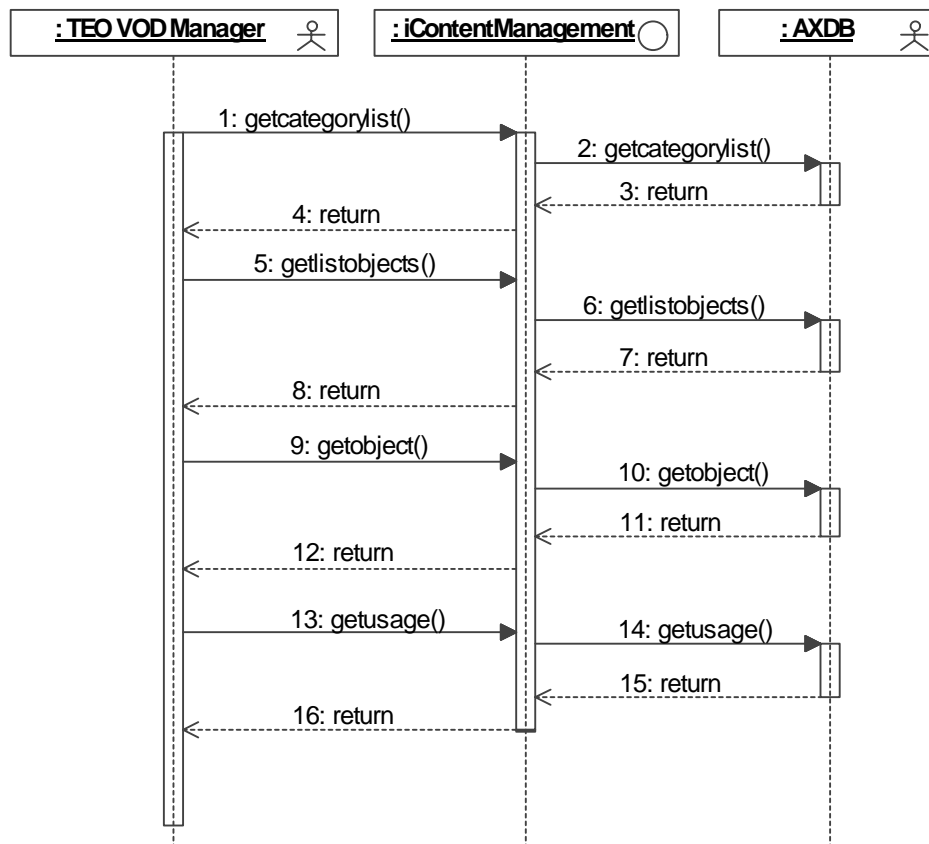 : TEO VOD Manager
: iContentManagement
: AXDB
1: getcategorylist()
2: getcategorylist()
3: return
4: return
5: getlistobjects()
6: getlistobjects()
7: return
8: return
9: getobject()
10: getobject()
11: return
12: return
13: getusage()
14: getusage()
15: return
16: return